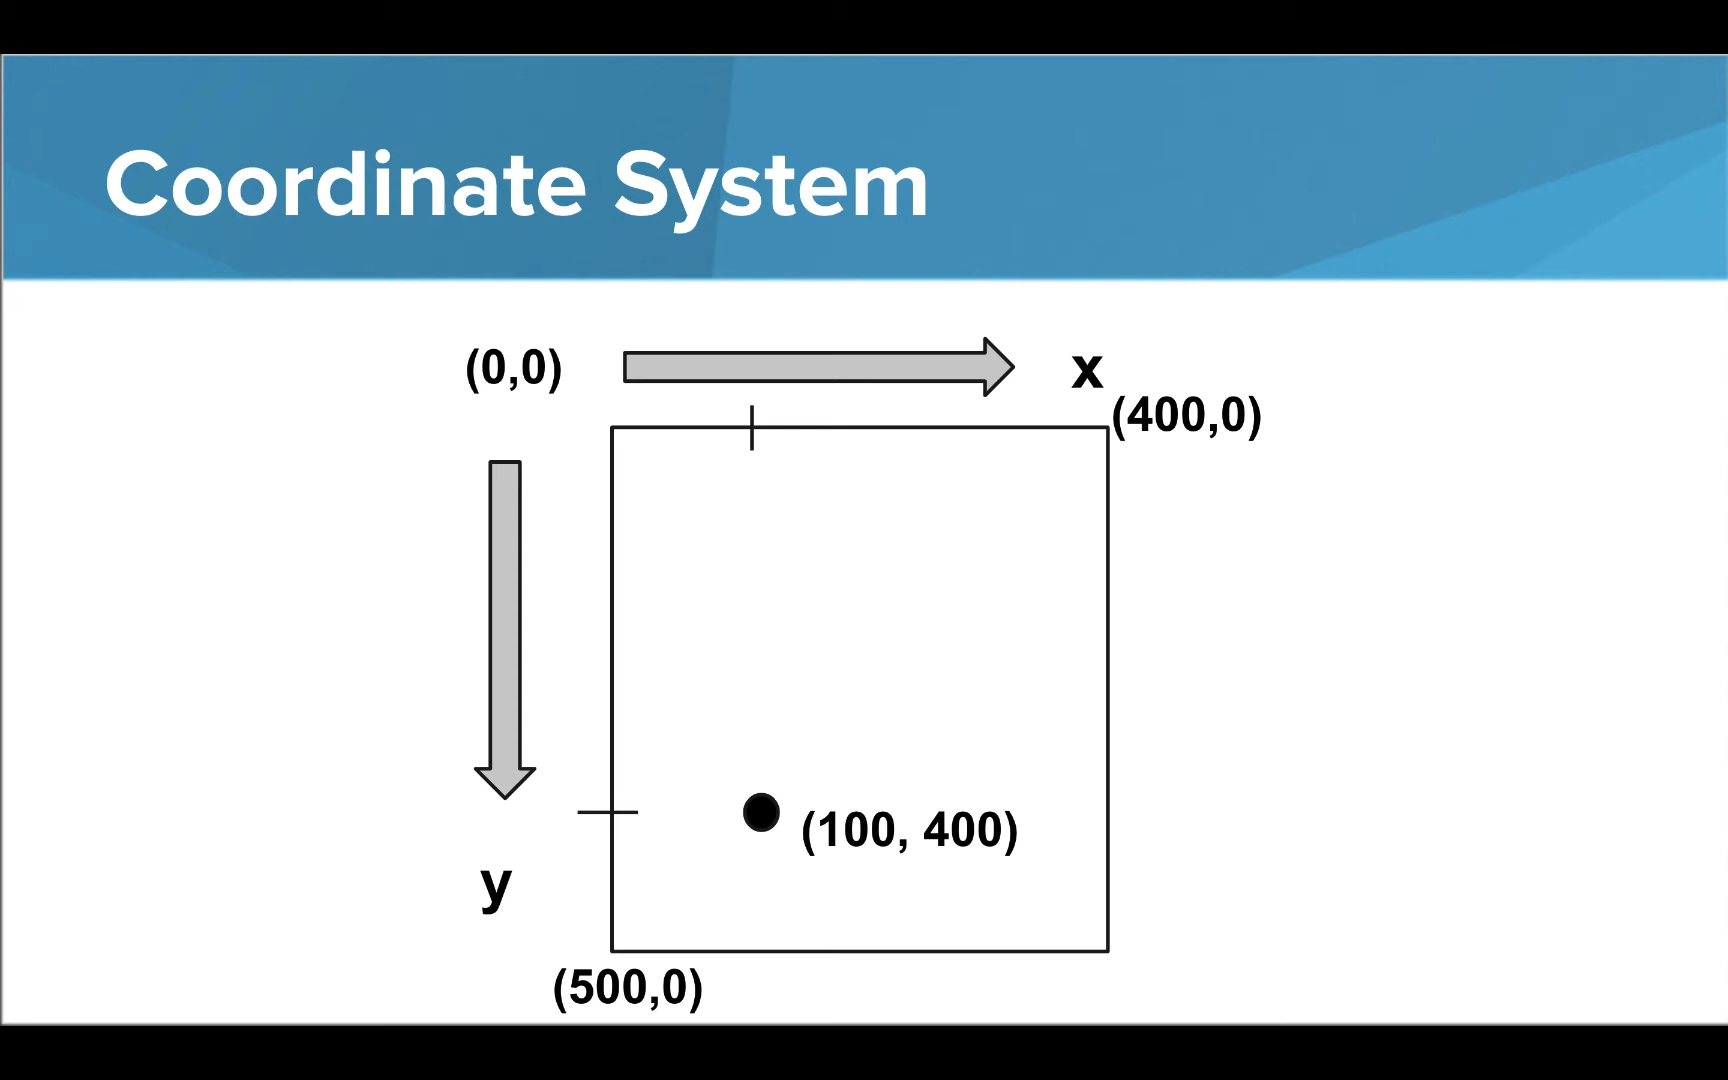 Coordinate System
(0,0)
x
(400,0)
(100, 400)
y
(500,0)